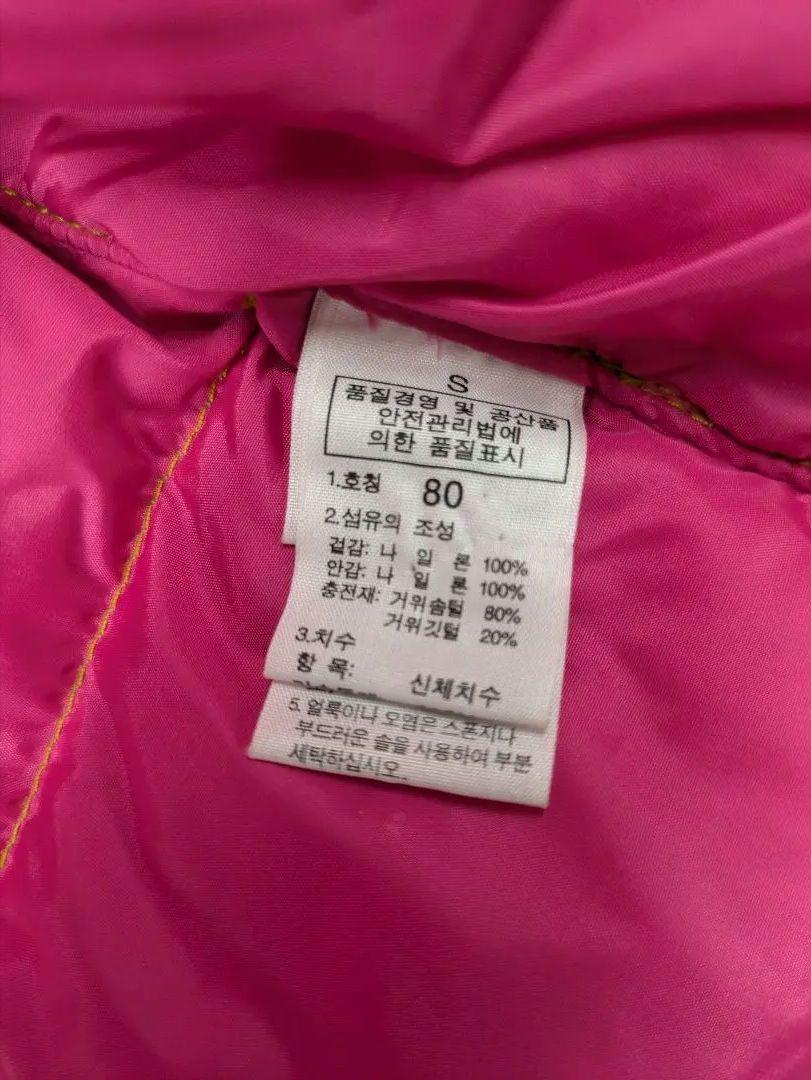 S
품질경영 및 공산품
안전관리법에
의한 품질표시
1.호칭 80
2.섬유의 조성
겉감: 나 일 론 100%
안감: 나 일 론 100%
충전재: 거위솜털 80%
거위깃털 20%
3.치수
항 목: 신체치수
5. 얼룩이나 오염은 스폰지나
부드러운 솔을 사용하여 부분
세탁하십시오.